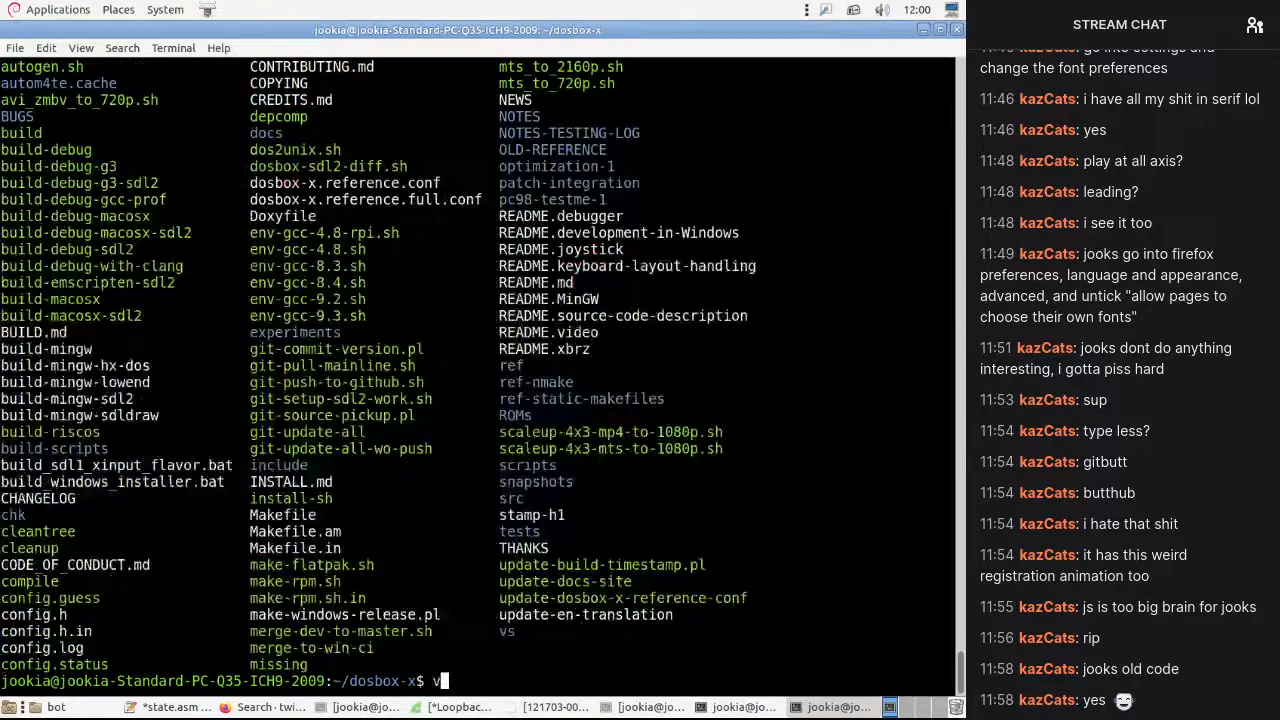 Applications Places System 12:00
jookia@jookia-Standard-PC-Q35-ICH9-2009: ~/dosbox-x
File Edit View Search Terminal Help
autogen.sh CONTRIBUTING.md mts_to_2160p.sh
autom4te.cache COPYING mts_to_720p.sh
avi_zmbv_to_720p.sh CREDITS.md NEWS
BUGS depcomp NOTES
build docs NOTES-TESTING-LOG
build-debug dos2unix.sh OLD-REFERENCE
build-debug-g3 dosbox-sdl2-diff.sh optimization-1
build-debug-g3-sdl2 dosbox-x.reference.conf patch-integration
build-debug-gcc-prof dosbox-x.reference.full.conf pc98-testme-1
build-debug-macosx Doxyfile README.debugger
build-debug-macosx-sdl2 env-gcc-4.8-rpi.sh README.development-in-Windows
build-debug-sdl2 env-gcc-4.8.sh README.joystick
build-debug-with-clang env-gcc-8.3.sh README.keyboard-layout-handling
build-emscripten-sdl2 env-gcc-8.4.sh README.md
build-macosx env-gcc-9.2.sh README.MinGW
build-macosx-sdl2 env-gcc-9.3.sh README.source-code-description
BUILD.md experiments README.video
build-mingw git-commit-version.pl README.xbrz
build-mingw-hx-dos git-pull-mainline.sh ref
build-mingw-lowend git-push-to-github.sh ref-nmake
build-mingw-sdl2 git-setup-sdl2-work.sh ref-static-makefiles
build-mingw-sdldraw git-source-pickup.pl ROMs
build-riscos git-update-all scaleup-4x3-mp4-to-1080p.sh
build-scripts git-update-all-wo-push scaleup-4x3-mts-to-1080p.sh
build_sdl1_xinput_flavor.bat include scripts
build_windows_installer.bat INSTALL.md snapshots
CHANGELOG install-sh src
chk Makefile stamp-h1
cleantree Makefile.am tests
cleanup Makefile.in THANKS
CODE_OF_CONDUCT.md make-flatpak.sh update-build-timestamp.pl
compile make-rpm.sh update-docs-site
config.guess make-rpm.sh.in update-dosbox-x-reference-conf
config.h make-windows-release.pl update-en-translation
config.h.in merge-dev-to-master.sh vs
config.log merge-to-win-ci
config.status missing
jookia@jookia-Standard-PC-Q35-ICH9-2009:~/dosbox-x$ v
bot *state.asm ... Search · twi... [jookia@jo... [*Loopbac... [121703-00... [jookia@jo... jookia@jo... jookia@jo...
STREAM CHAT
change the font preferences
11:46 kazCats: i have all my shit in serif lol
11:46 kazCats: yes
11:48 kazCats: play at all axis?
11:48 kazCats: leading?
11:48 kazCats: i see it too
11:49 kazCats: jooks go into firefox
preferences, language and appearance,
advanced, and untick "allow pages to
choose their own fonts"
11:51 kazCats: jooks dont do anything
interesting, i gotta piss hard
11:53 kazCats: sup
11:54 kazCats: type less?
11:54 kazCats: gitbutt
11:54 kazCats: butthub
11:54 kazCats: i hate that shit
11:54 kazCats: it has this weird
registration animation too
11:55 kazCats: js is too big brain for jooks
11:56 kazCats: rip
11:58 kazCats: jooks old code
11:58 kazCats: yes